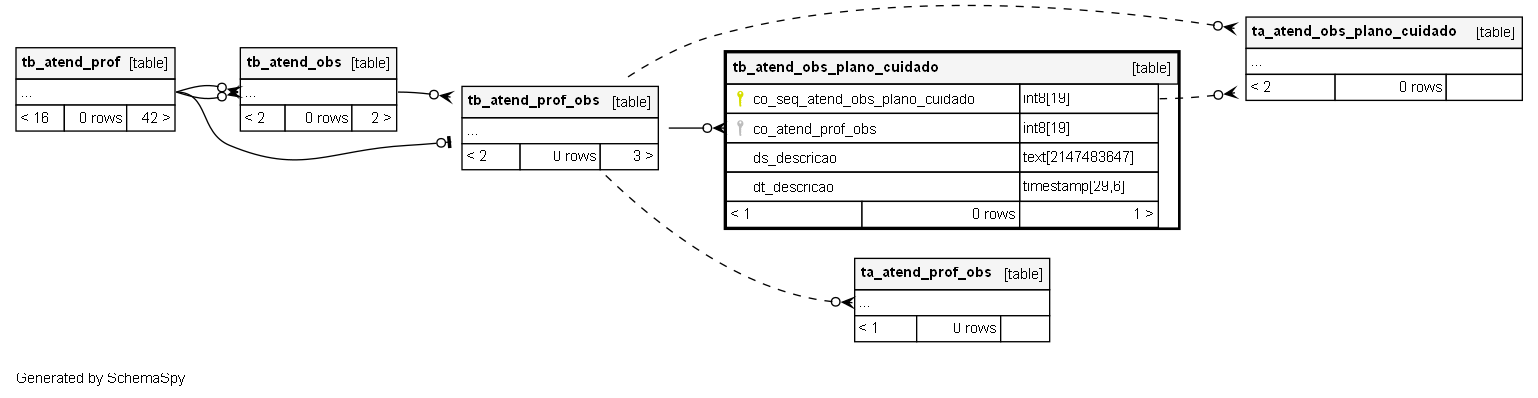 tb_atend_prof [table]
...
< 16 0 rows 42 >
tb_atend_obs [table]
...
< 2 0 rows 2 >
tb_atend_prof_obs [table]
...
< 2 0 rows 3 >
tb_atend_obs_plano_cuidado [table]
co_seq_atend_obs_plano_cuidado int8[19]
co_atend_prof_obs int8[19]
ds_descricao text[2147483647]
dt_descricao timestamp[29,6]
< 1 0 rows 1 >
ta_atend_obs_plano_cuidado [table]
...
< 2 0 rows
ta_atend_prof_obs [table]
...
< 1 0 rows
Generated by SchemaSpy